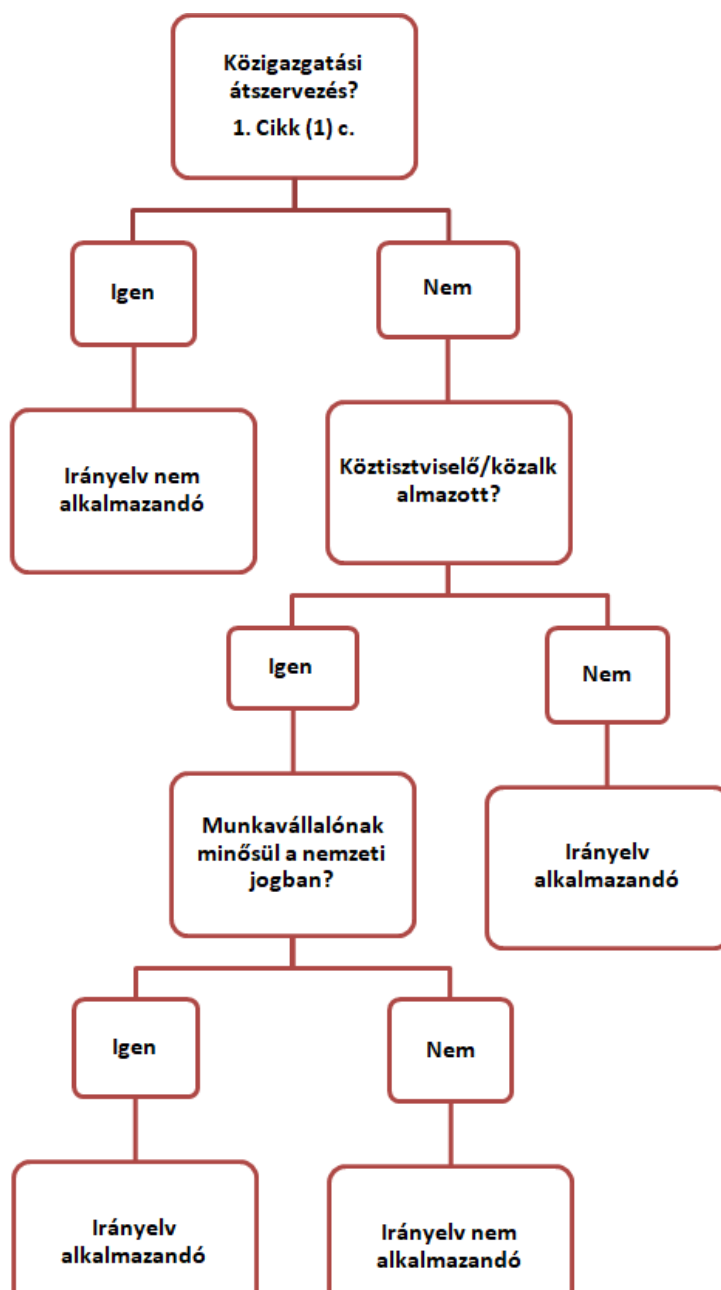 Közigazgatási
átszervezés?
1. Cikk (1) c.
Igen
Nem
Irányelv nem
alkalmazandó
Köztisztviselő/közalk
almazott?
Igen
Nem
Munkavállalónak
minősül a nemzeti
jogban?
Irányelv
alkalmazandó
Igen
Nem
Irányelv
alkalmazandó
Irányelv nem
alkalmazandó